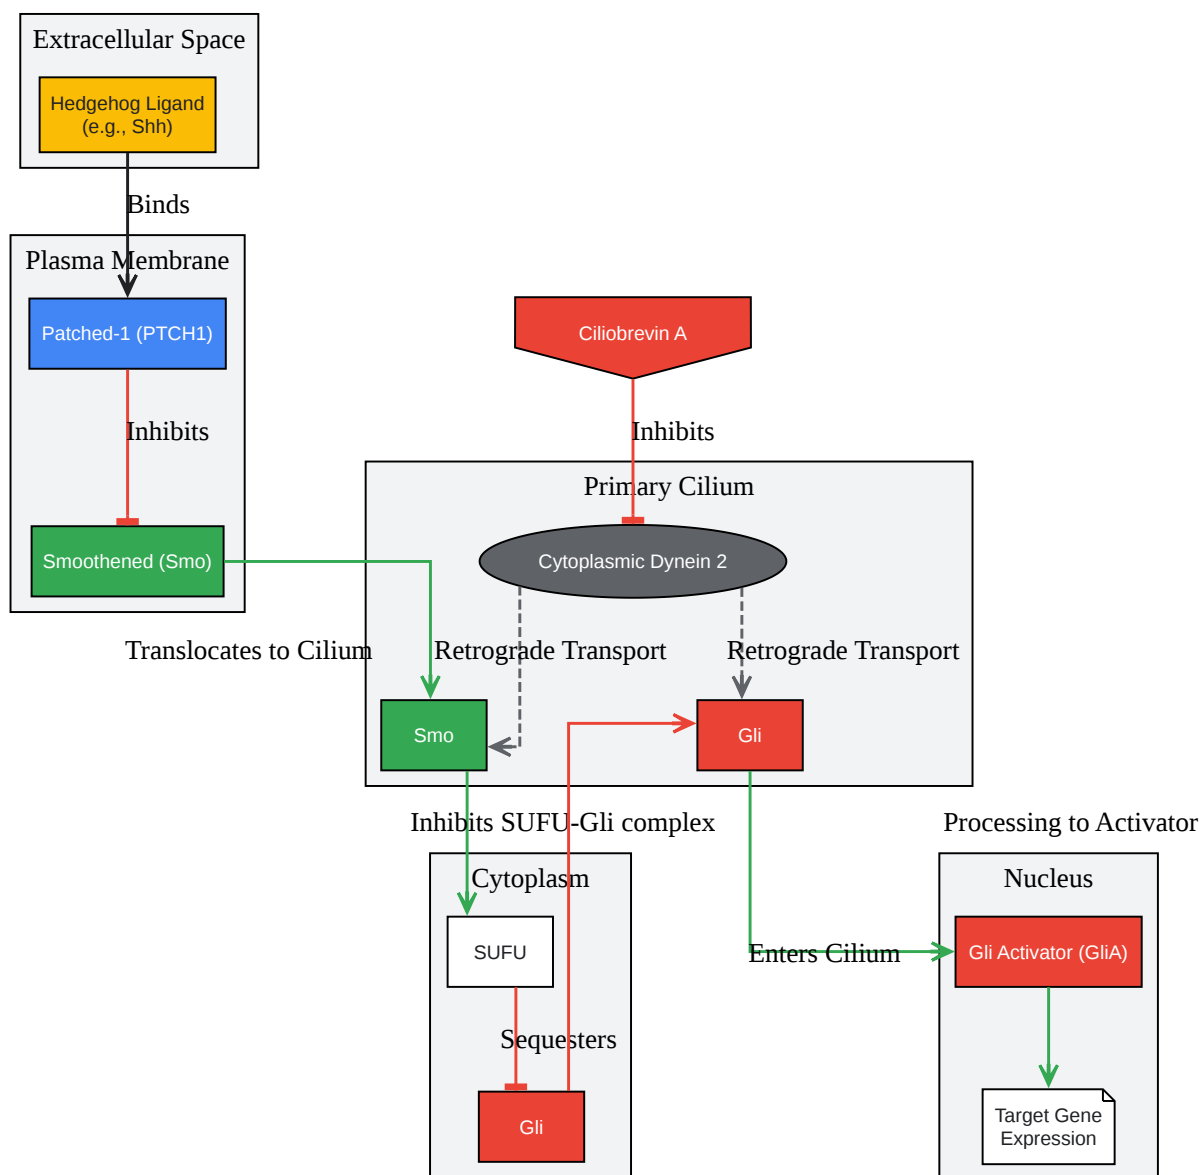 Extracellular Space
Hedgehog Ligand
(e.g., Shh)
Binds
Plasma Membrane
Patched-1 (PTCH1)
Ciliobrevin A
Inhibits
Inhibits
Primary Cilium
Smoothened (Smo)
Cytoplasmic Dynein 2
Translocates to Cilium
Retrograde Transport
Retrograde Transport
Smo
Gli
Inhibits SUFU-Gli complex
Processing to Activator
Cytoplasm
Nucleus
SUFU
Enters Cilium
Gli Activator (GliA)
Sequesters
Gli
Target Gene
Expression